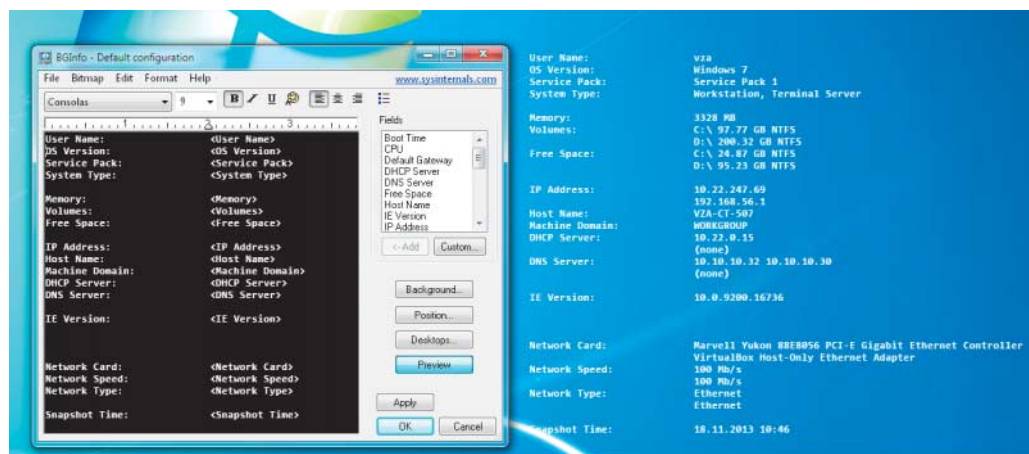 BGInfo - Default configuration
File Bitmap Edit Format Help
www.sysinternals.com
Consolas 9 B I U
1 2 3
User Name: <User Name>
OS Version: <OS Version>
Service Pack: <Service Pack>
System Type: <System Type>
Memory: <Memory>
Volumes: <Volumes>
Free Space: <Free Space>
IP Address: <IP Address>
Host Name: <Host Name>
Machine Domain: <Machine Domain>
DHCP Server: <DHCP Server>
DNS Server: <DNS Server>
IE Version: <IE Version>
Network Card: <Network Card>
Network Speed: <Network Speed>
Network Type: <Network Type>
Snapshot Time: <Snapshot Time>
Fields
Boot Time
CPU
Default Gateway
DHCP Server
DNS Server
Free Space
Host Name
IE Version
IP Address
<-Add Custom...
Background...
Position...
Desktops...
Preview
Apply
OK Cancel
User Name: vza
OS Version: Windows 7
Service Pack: Service Pack 1
System Type: Workstation, Terminal Server
Memory: 3328 MB
Volumes: C:\ 97.77 GB NTFS
D:\ 200.32 GB NTFS
Free Space: C:\ 24.87 GB NTFS
D:\ 95.23 GB NTFS
IP Address: 10.22.247.69
192.168.56.1
Host Name: VZA-CT-507
Machine Domain: WORKGROUP
DHCP Server: 10.22.0.15
(none)
DNS Server: 10.10.10.32 10.10.10.30
(none)
IE Version: 10.0.9200.16736
Network Card: Marvell Yukon 88E8056 PCI-E Gigabit Ethernet Controller
VirtualBox Host-Only Ethernet Adapter
Network Speed: 100 Mb/s
100 Mb/s
Network Type: Ethernet
Ethernet
Snapshot Time: 18.11.2013 10:46